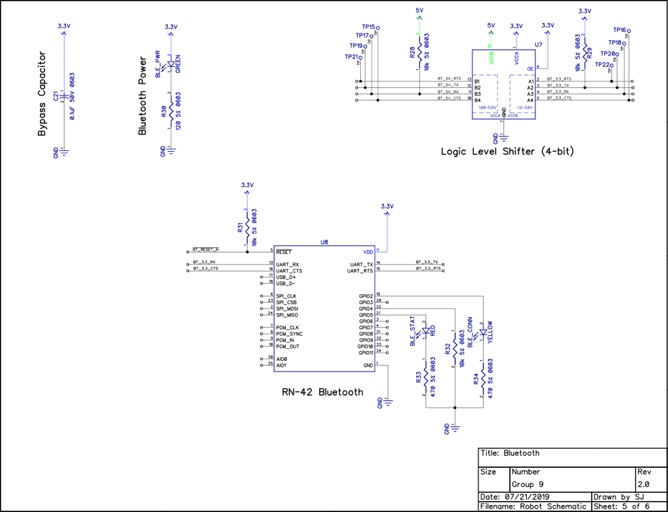 Bypass Capacitor
3.3V
C21
0.1uF 50V 0603
GND
Bluetooth Power
3.3V
BLE_PWR
GREEN
R30
120 5% 0603
GND
TP15
TP17
TP19
TP21
5V
R28
10k 5% 0603
5V
3.3V
3.3V
U7
VCCB
VCCA
OE
R29
10k 5% 0603
TP16
TP18
TP20
TP22
BT_5V_RTS
BT_5V_TX
BT_5V_RX
BT_5V_CTS
B1
B2
B3
B4
A1
A2
A3
A4
BT_3.3_RTS
BT_3.3_TX
BT_3.3_RX
BT_3.3_CTS
GND
Logic Level Shifter (4-bit)
3.3V
R31
10k 5% 0603
3.3V
U8
BT_RESET_N
RESET
VDD
BT_3.3_RX
UART_RX
UART_TX
BT_3.3_TX
BT_3.3_CTS
UART_CTS
UART_RTS
BT_3.3_RTS
USB_D+
USB_D-
SPI_CLK
SPI_CSB
SPI_MOSI
SPI_MISO
PCM_CLK
PCM_SYNC
PCM_IN
PCM_OUT
AIO0
AIO1
GPIO2
GPIO3
GPIO4
GPIO5
GPIO6
GPIO7
GPIO8
GPIO9
GPIO10
GPIO11
GND
GND
RN-42 Bluetooth
BLE_STAT
RED
R33
470 5% 0603
R32
10k 5% 0603
BLE_CONN
YELLOW
R34
470 5% 0603
GND
Title: Bluetooth
Size Number Rev
Group 9 2.0
Date: 07/21/2019 Drawn by SJ
Filename: Robot Schematic Sheet: 5 of 6